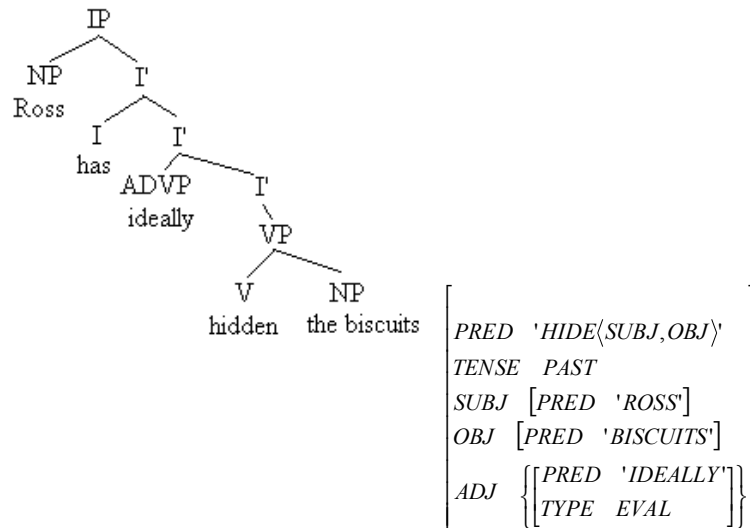 IP
NP I'
Ross
I I'
has
ADVP I'
ideally
VP
V NP
hidden the biscuits
PRED 'HIDE⟨SUBJ,OBJ⟩'
TENSE PAST
SUBJ [PRED 'ROSS']
OBJ [PRED 'BISCUITS']
ADJ {[PRED 'IDEALLY'
TYPE EVAL]}